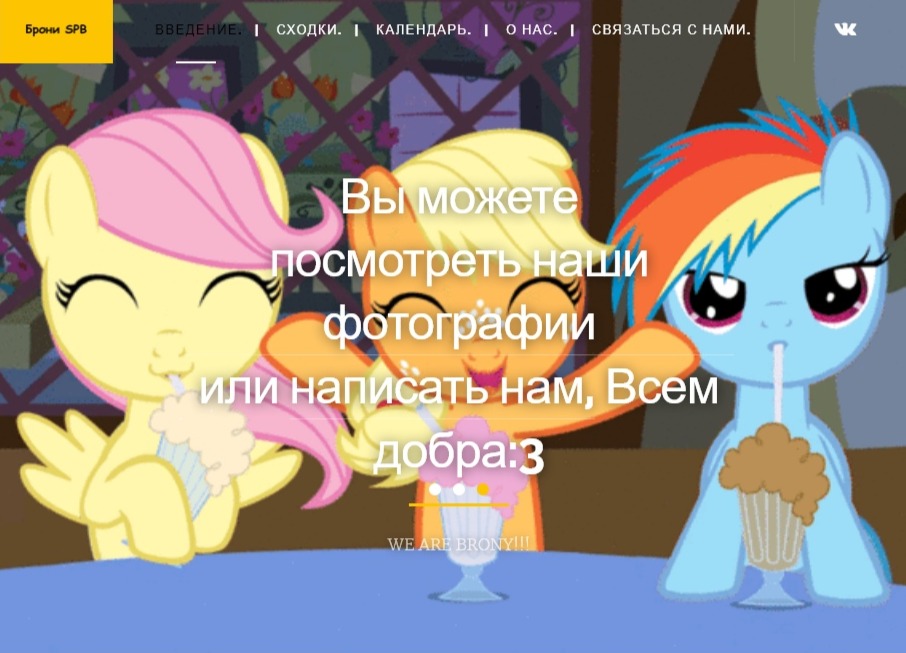 Брони SPB
ВВЕДЕНИЕ. | СХОДКИ. | КАЛЕНДАРЬ. | О НАС. | СВЯЗАТЬСЯ С НАМИ.
Вы можете
посмотреть наши
фотографии
или написать нам, Всем
добра:3
WE ARE BRONY!!!